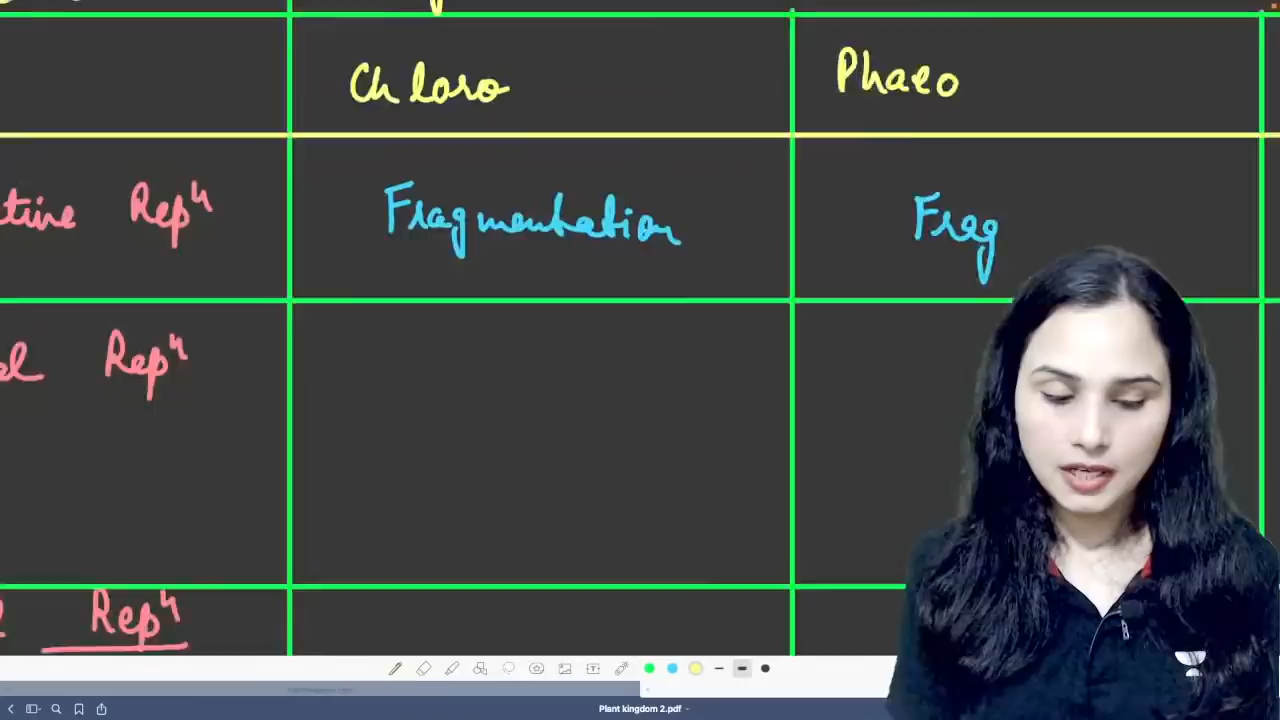 Chloro
Phaeo
tive Repⁿ
Fragmentation
Frag
al Repⁿ
Repⁿ
Plant kingdom 2.pdf